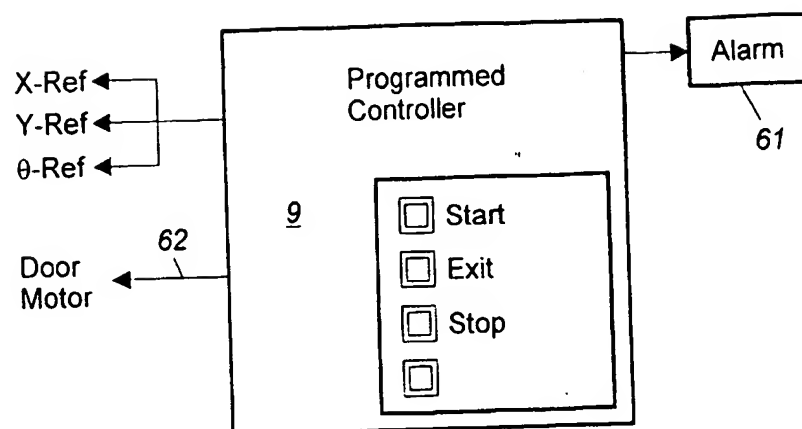 X-Ref
Y-Ref
θ-Ref
Door
Motor
62
Programmed
Controller
9
Start
Exit
Stop
Alarm
61